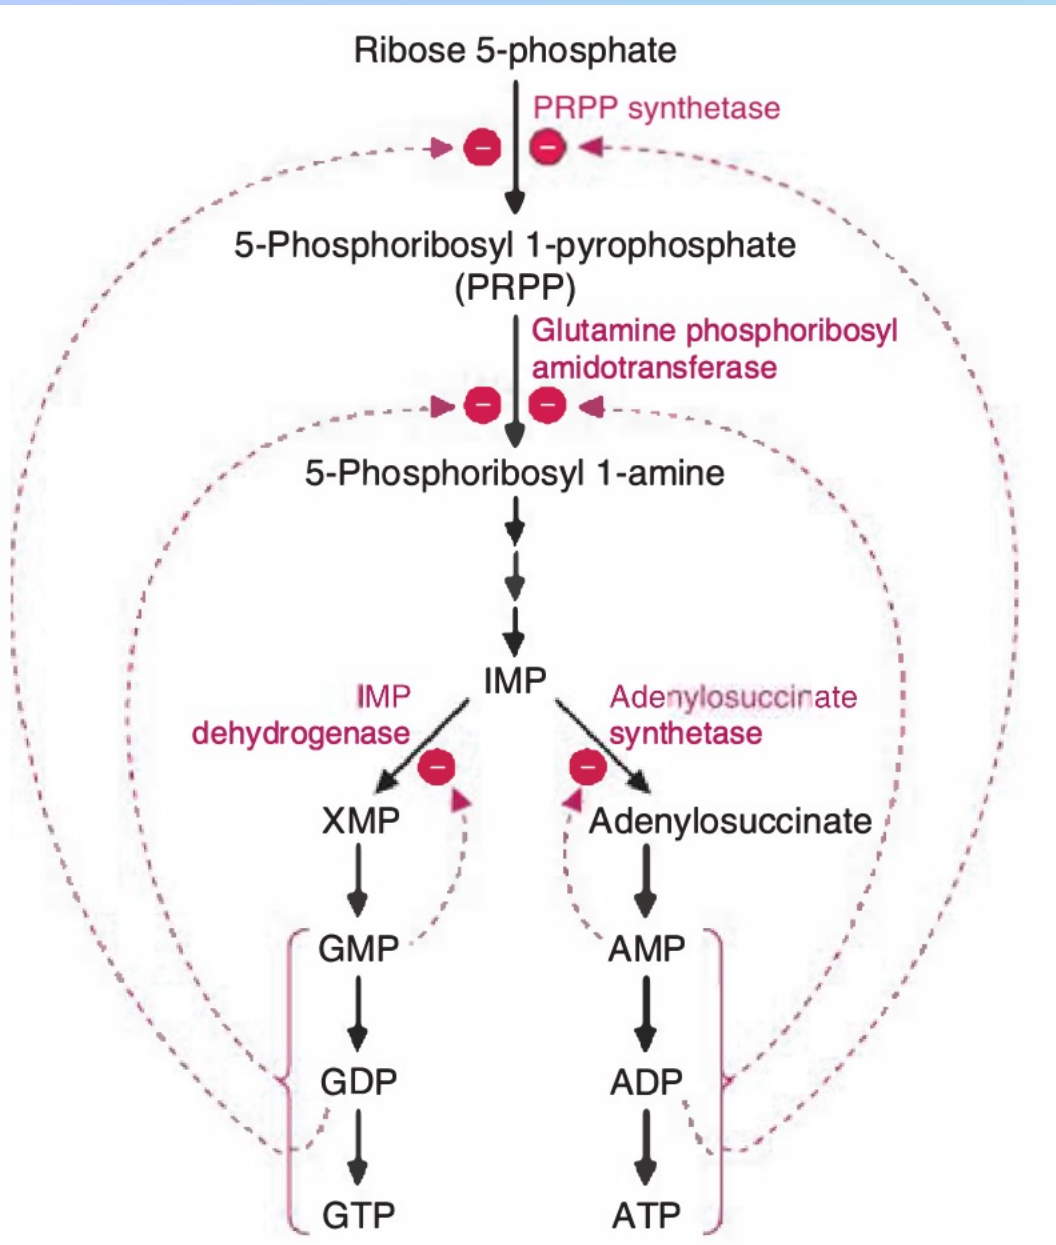 Ribose 5-phosphate
PRPP synthetase
−
−
5-Phosphoribosyl 1-pyrophosphate
(PRPP)
Glutamine phosphoribosyl
amidotransferase
−
−
5-Phosphoribosyl 1-amine
IMP
IMP
dehydrogenase
Adenylosuccinate
synthetase
−
−
XMP
Adenylosuccinate
GMP
AMP
GDP
ADP
GTP
ATP